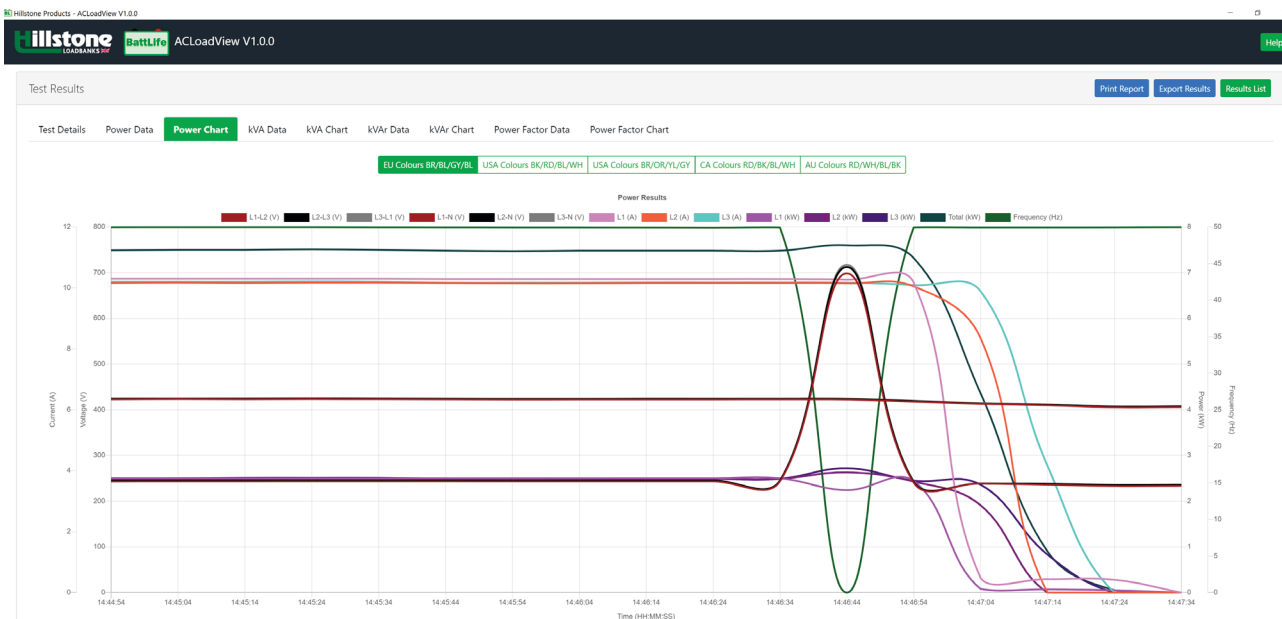 Hillstone Products - ACLoadView V1.0.0
Hillstone
LOADBANKS
BattLife
ACLoadView V1.0.0
Help
Test Results
Print Report
Export Results
Results List
Test Details
Power Data
Power Chart
kVA Data
kVA Chart
kVAr Data
kVAr Chart
Power Factor Data
Power Factor Chart
EU Colours BR/BL/GY/BL
USA Colours BK/RD/BL/WH
USA Colours BR/OR/YL/GY
CA Colours RD/BK/BL/WH
AU Colours RD/WH/BL/BK
Power Results
L1-L2 (V)
L2-L3 (V)
L3-L1 (V)
L1-N (V)
L2-N (V)
L3-N (V)
L1 (A)
L2 (A)
L3 (A)
L1 (kW)
L2 (kW)
L3 (kW)
Total (kW)
Frequency (Hz)
Current (A)
12
10
8
6
4
2
0
Voltage (V)
800
700
600
500
400
300
200
100
0
8
7
6
5
4
3
2
1
0
Power (kW)
50
45
40
35
30
25
20
15
10
5
0
Frequency (Hz)
14:44:54
14:45:04
14:45:14
14:45:24
14:45:34
14:45:44
14:45:54
14:46:04
14:46:14
14:46:24
14:46:34
14:46:44
14:46:54
14:47:04
14:47:14
14:47:24
14:47:34
Time (HH:MM:SS)